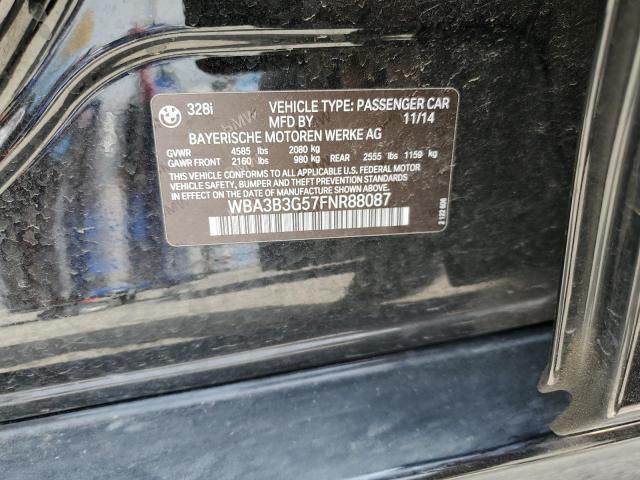 BMW 328i VEHICLE TYPE: PASSENGER CAR
MFD BY 11/14
BAYERISCHE MOTOREN WERKE AG
GVWR 4585 lbs 2080 kg
GAWR FRONT 2160 lbs 980 kg REAR 2555 lbs 1159 kg
THIS VEHICLE CONFORMS TO ALL APPLICABLE U.S. FEDERAL MOTOR
VEHICLE SAFETY, BUMPER, AND THEFT PREVENTION STANDARDS
IN EFFECT ON THE DATE OF MANUFACTURE SHOWN ABOVE.
WBA3B3G57FNR88087